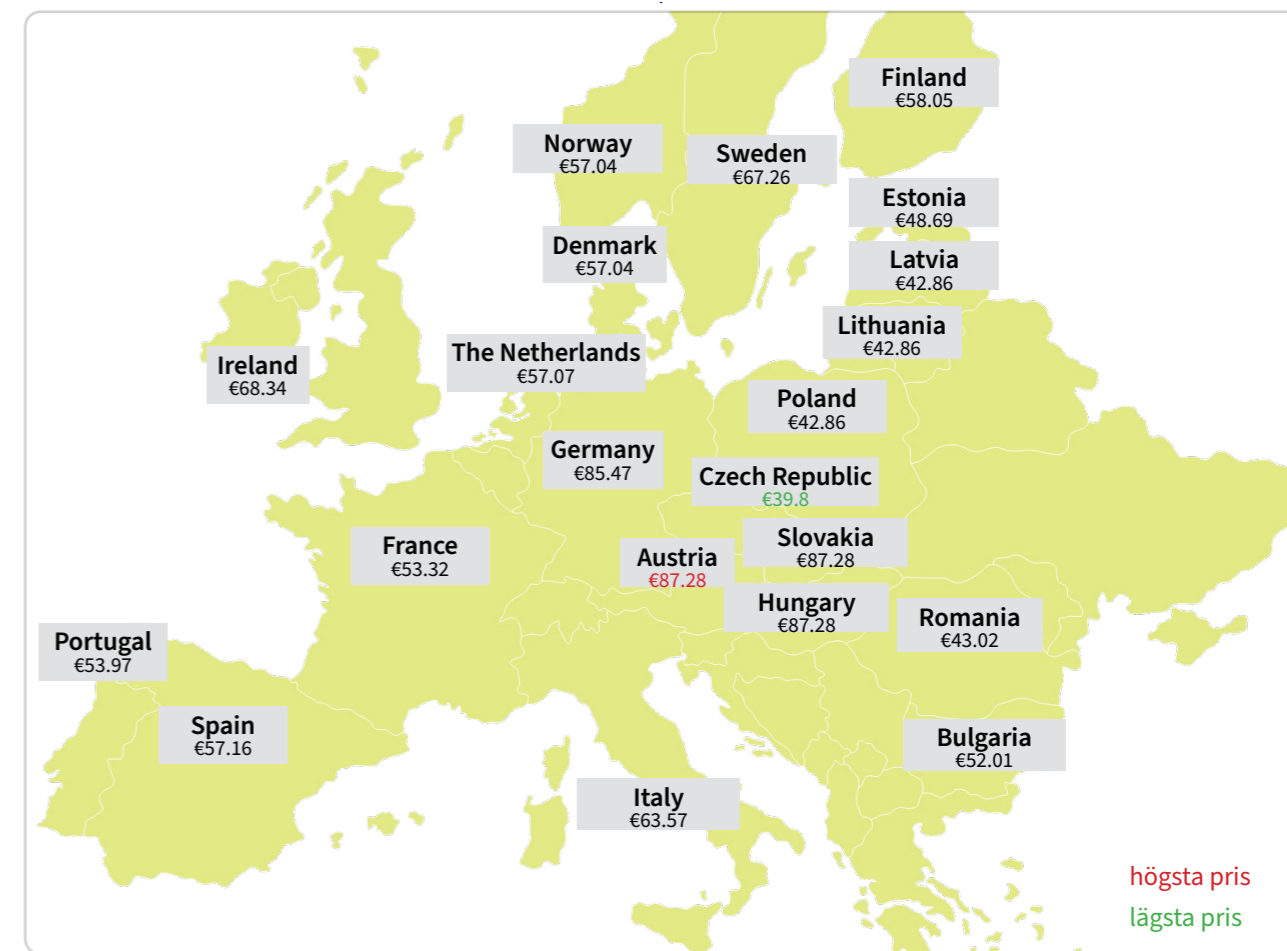 Finland
€58.05
Norway
€57.04
Sweden
€67.26
Estonia
€48.69
Denmark
€57.04
Latvia
€42.86
Lithuania
€42.86
The Netherlands
€57.07
Ireland
€68.34
Poland
€42.86
Germany
€85.47
Czech Republic
€39.8
France
€53.32
Slovakia
€87.28
Austria
€87.28
Hungary
€87.28
Romania
€43.02
Portugal
€53.97
Spain
€57.16
Bulgaria
€52.01
Italy
€63.57
högsta pris
lägsta pris